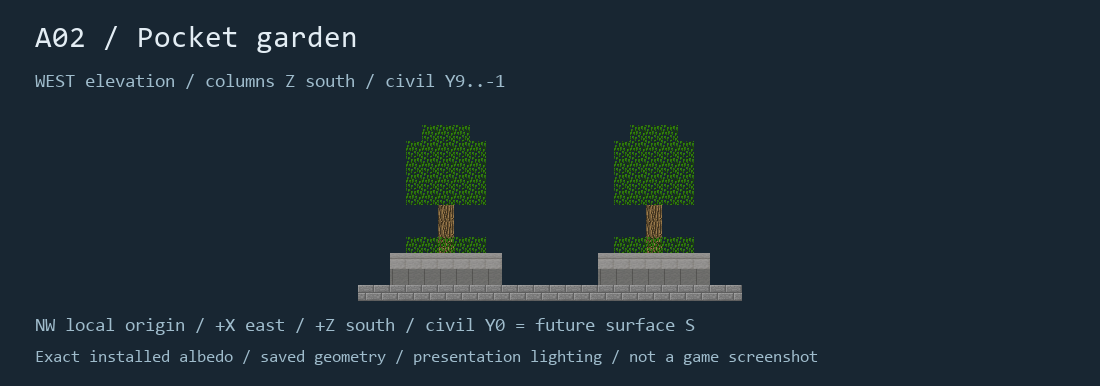 A02 / Pocket garden
WEST elevation / columns Z south / civil Y9..-1
NW local origin / +X east / +Z south / civil Y0 = future surface S
Exact installed albedo / saved geometry / presentation lighting / not a game screenshot